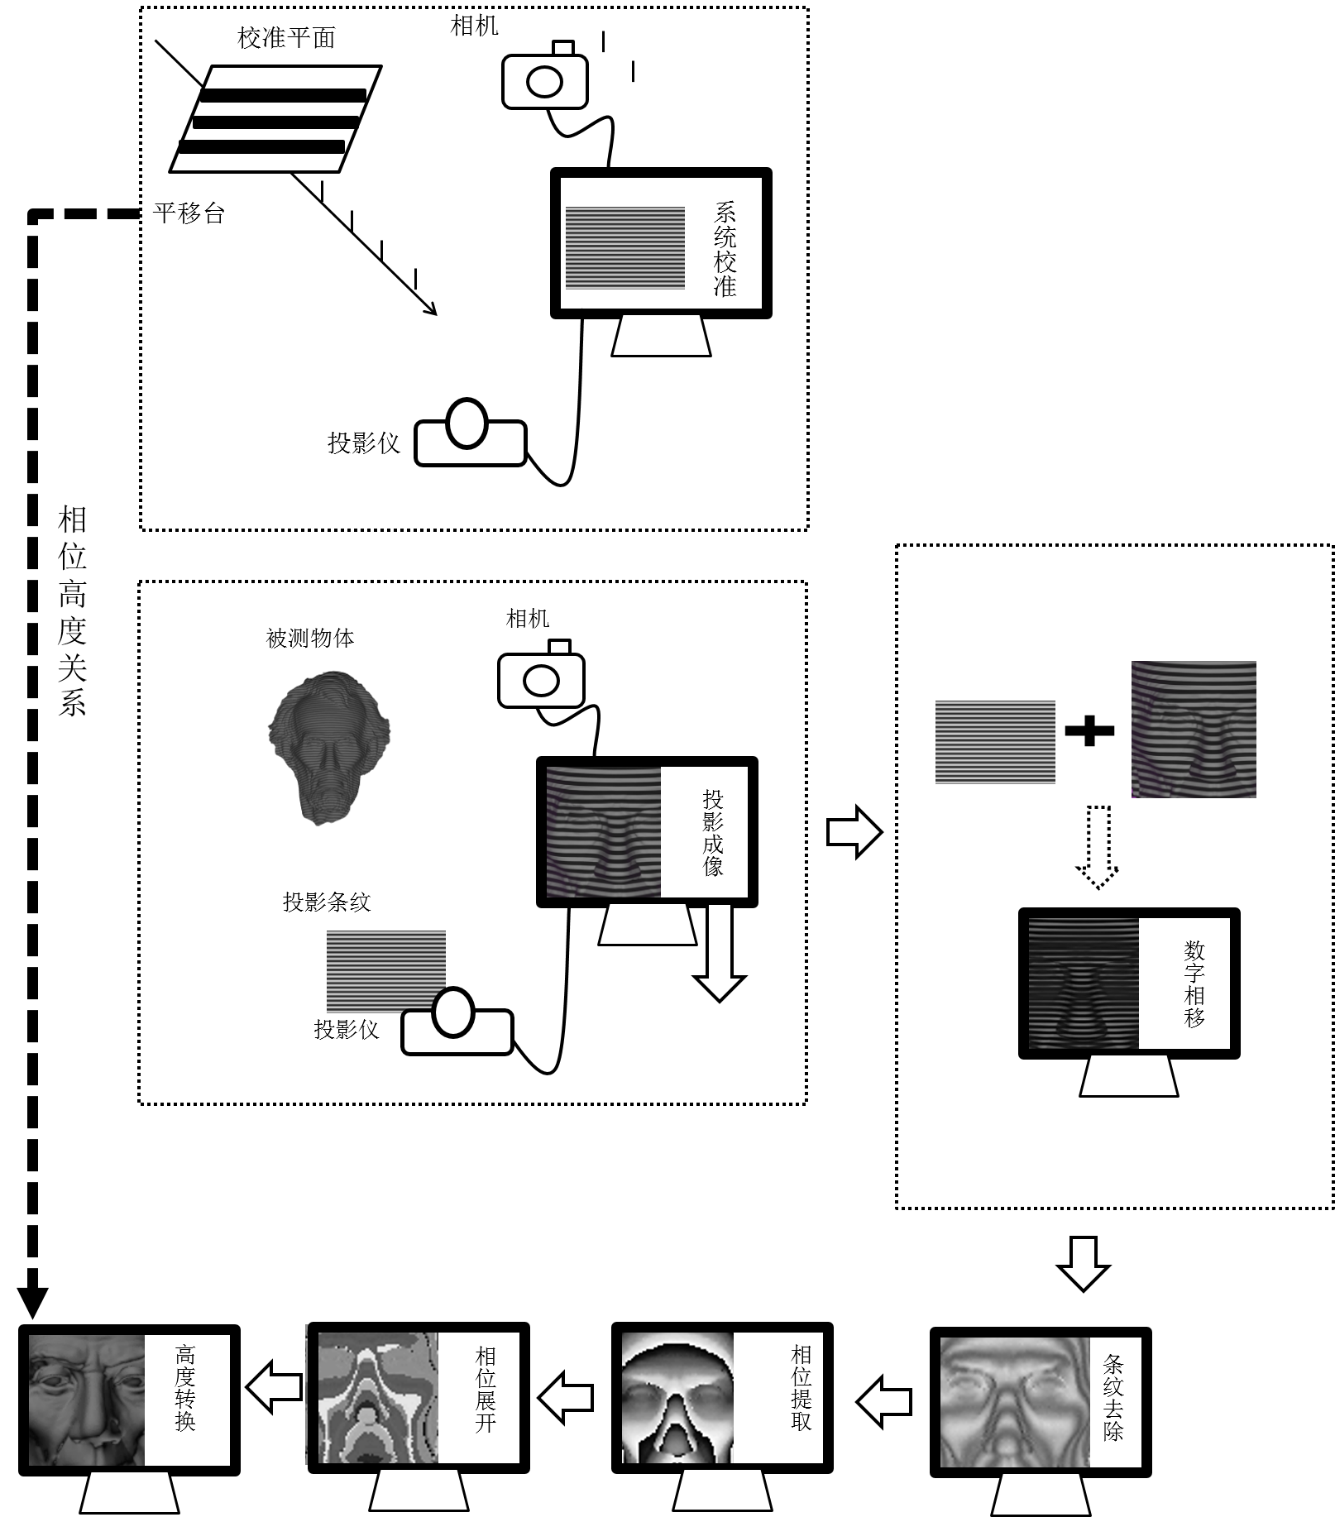 校准平面
相机
平移台
系统校准
投影仪
相位高度关系
被测物体
相机
投影成像
投影条纹
投影仪
数字相移
高度转换
相位展开
相位提取
条纹去除